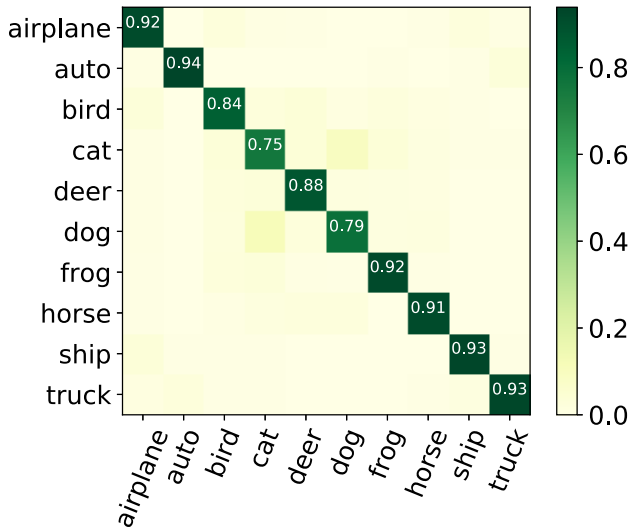 airplane 0.92
auto 0.94
bird 0.84
cat 0.75
deer 0.88
dog 0.79
frog 0.92
horse 0.91
ship 0.93
truck 0.93
airplane auto bird cat deer dog frog horse ship truck
0.8
0.6
0.4
0.2
0.0